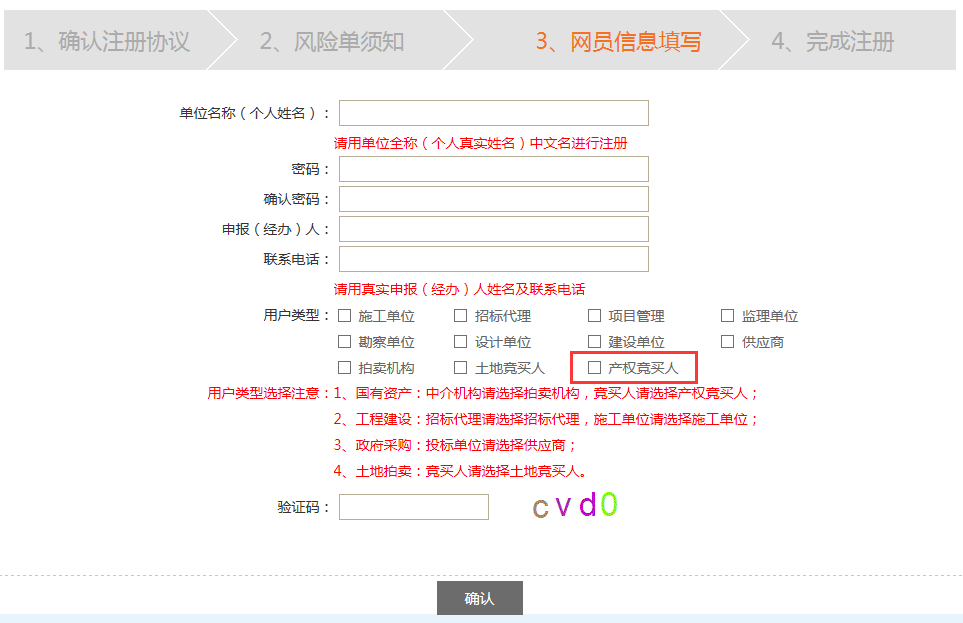 1、确认注册协议 2、风险单须知 3、网员信息填写 4、完成注册
单位名称（个人姓名）：
请用单位全称（个人真实姓名）中文名进行注册
密码：
确认密码：
申报（经办）人：
联系电话：
请用真实申报（经办）人姓名及联系电话
用户类型： 施工单位 招标代理 项目管理 监理单位
勘察单位 设计单位 建设单位 供应商
拍卖机构 土地竞买人 产权竞买人
用户类型选择注意：1、国有资产：中介机构请选择拍卖机构，竞买人请选择产权竞买人；
2、工程建设：招标代理请选择招标代理，施工单位请选择施工单位；
3、政府采购：投标单位请选择供应商；
4、土地拍卖：竞买人请选择土地竞买人。
验证码： cvd0
确认